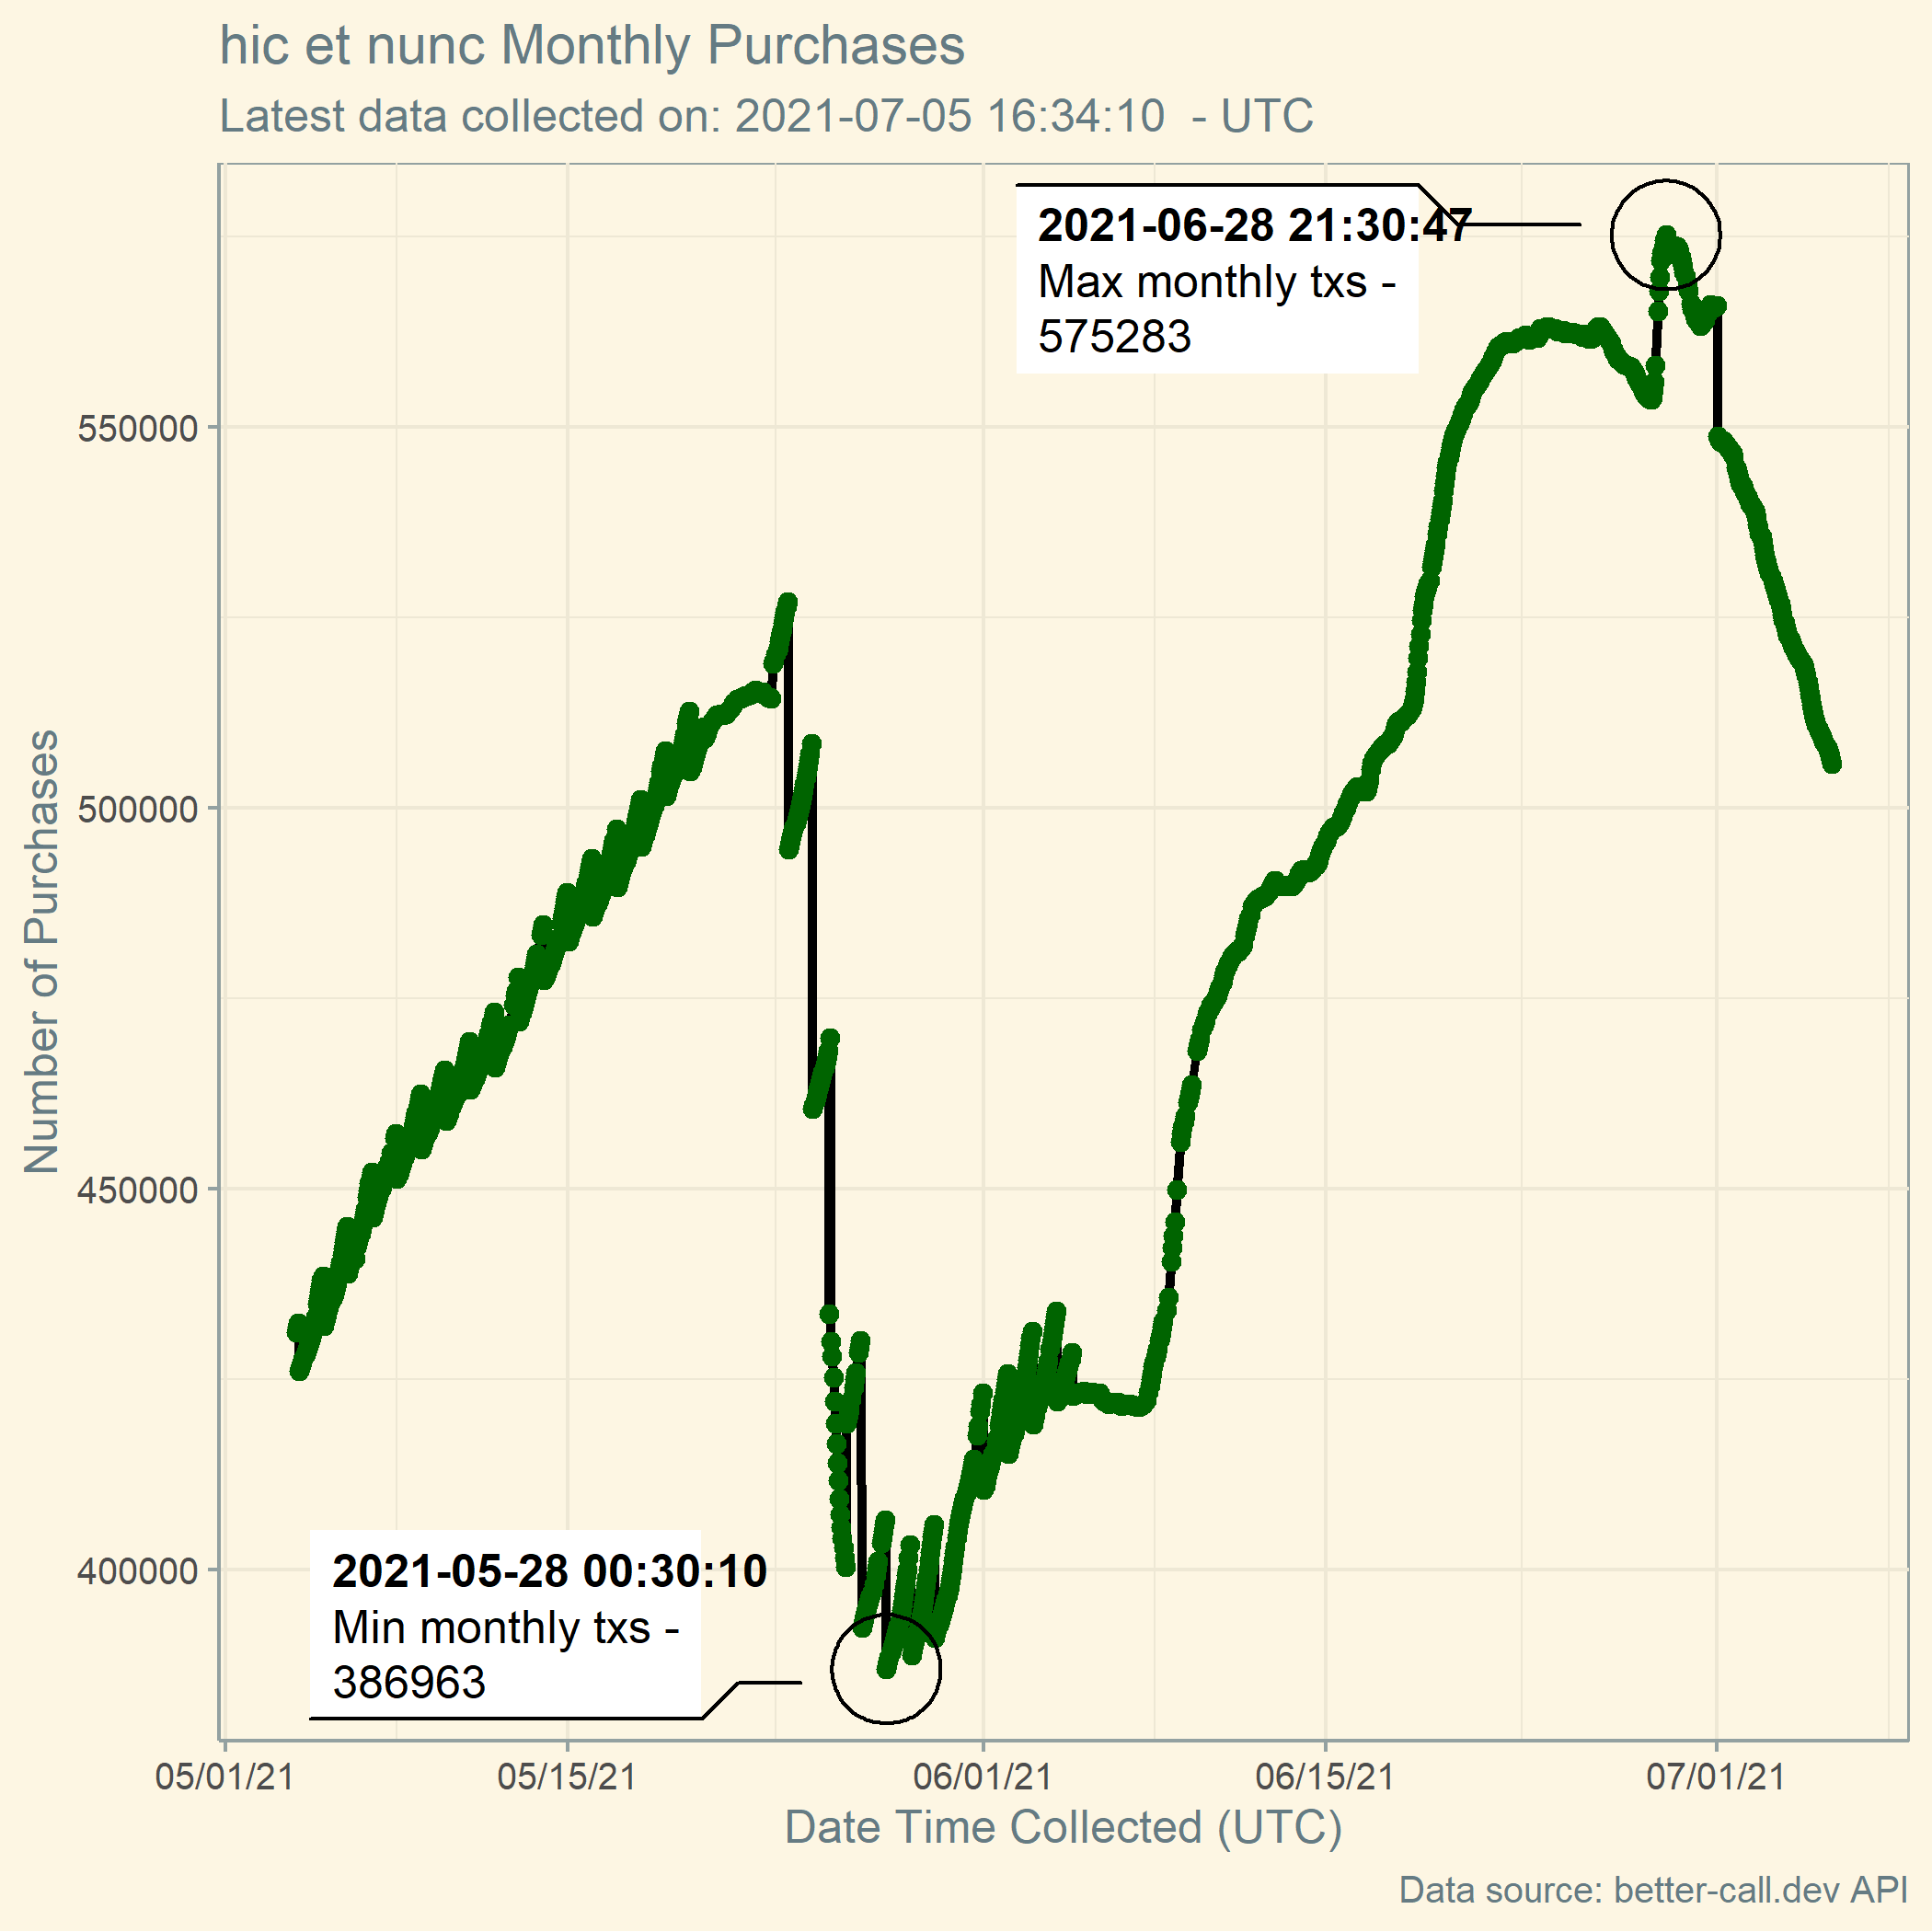 hic et nunc Monthly Purchases
Latest data collected on: 2021-07-05 16:34:10 - UTC
2021-06-28 21:30:47
Max monthly txs -
575283
550000
500000
450000
400000
Number of Purchases
2021-05-28 00:30:10
Min monthly txs -
386963
05/01/21
05/15/21
06/01/21
06/15/21
07/01/21
Date Time Collected (UTC)
Data source: better-call.dev API